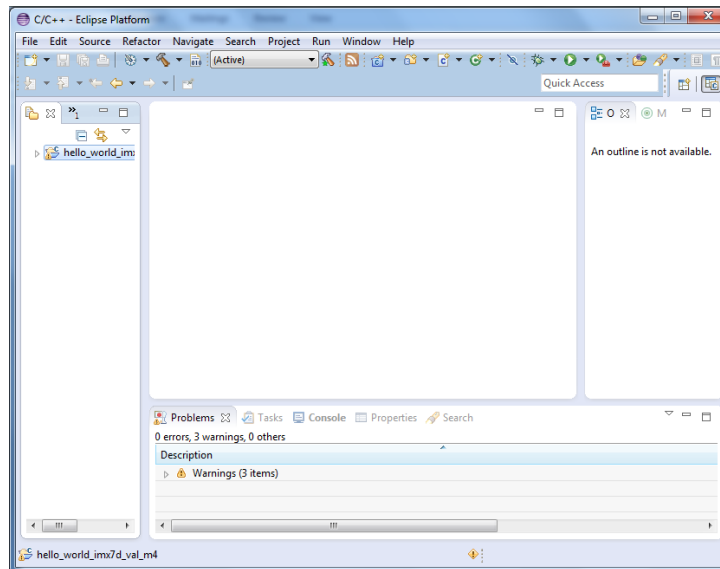 C/C++ - Eclipse Platform
File Edit Source Refactor Navigate Search Project Run Window Help
(Active)
Quick Access
»1
O M
hello_world_im
An outline is not available.
Problems Tasks Console Properties Search
0 errors, 3 warnings, 0 others
Description
Warnings (3 items)
hello_world_imx7d_val_m4